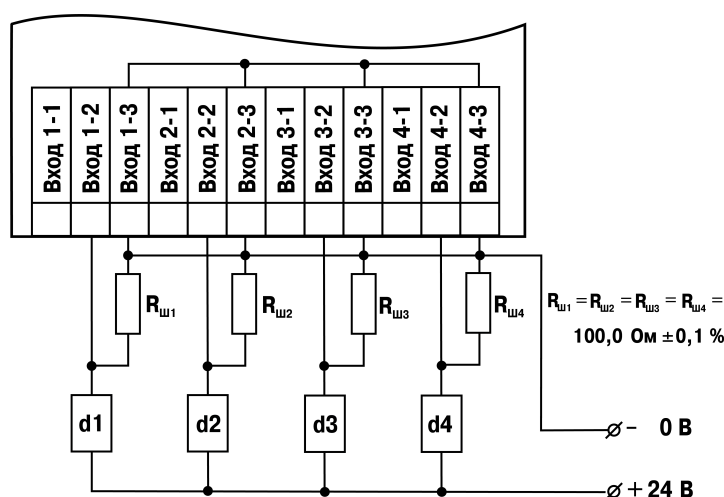 Вход 1-1
Вход 1-2
Вход 1-3
Вход 2-1
Вход 2-2
Вход 2-3
Вход 3-1
Вход 3-2
Вход 3-3
Вход 4-1
Вход 4-2
Вход 4-3
Rш1
Rш2
Rш3
Rш4
Rш1 = Rш2 = Rш3 = Rш4 =
100,0 Ом ±0,1 %
d1
d2
d3
d4
- 0 В
+ 24 В